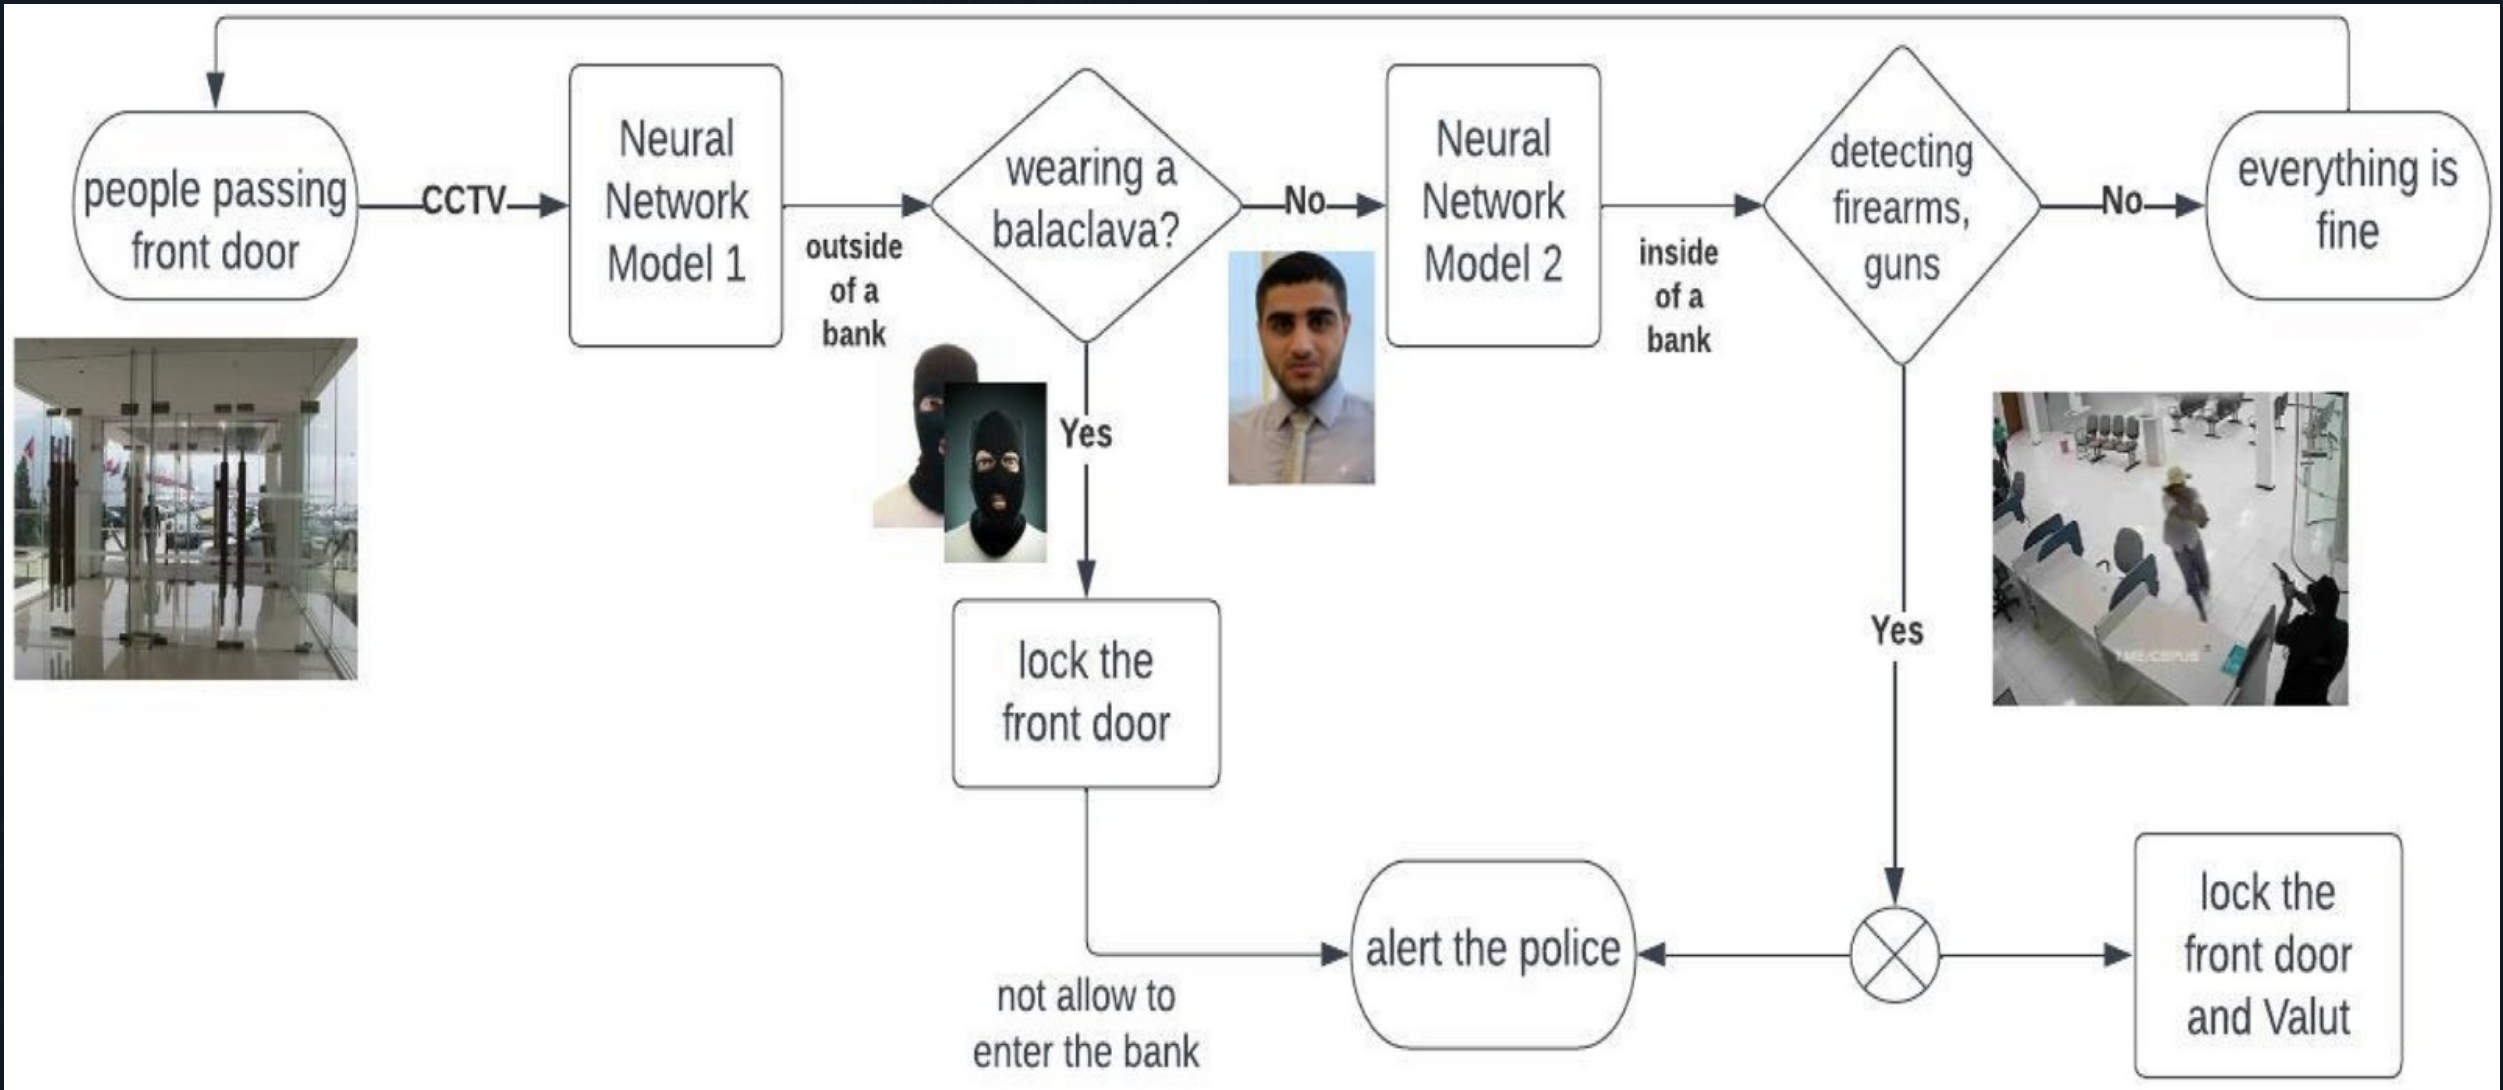 people passing
front door
CCTV
Neural
Network
Model 1
outside
of a
bank
wearing a
balaclava?
No
Neural
Network
Model 2
inside
of a
bank
detecting
firearms,
guns
No
everything is
fine
Yes
Yes
lock the
front door
not allow to
enter the bank
alert the police
lock the
front door
and Valut